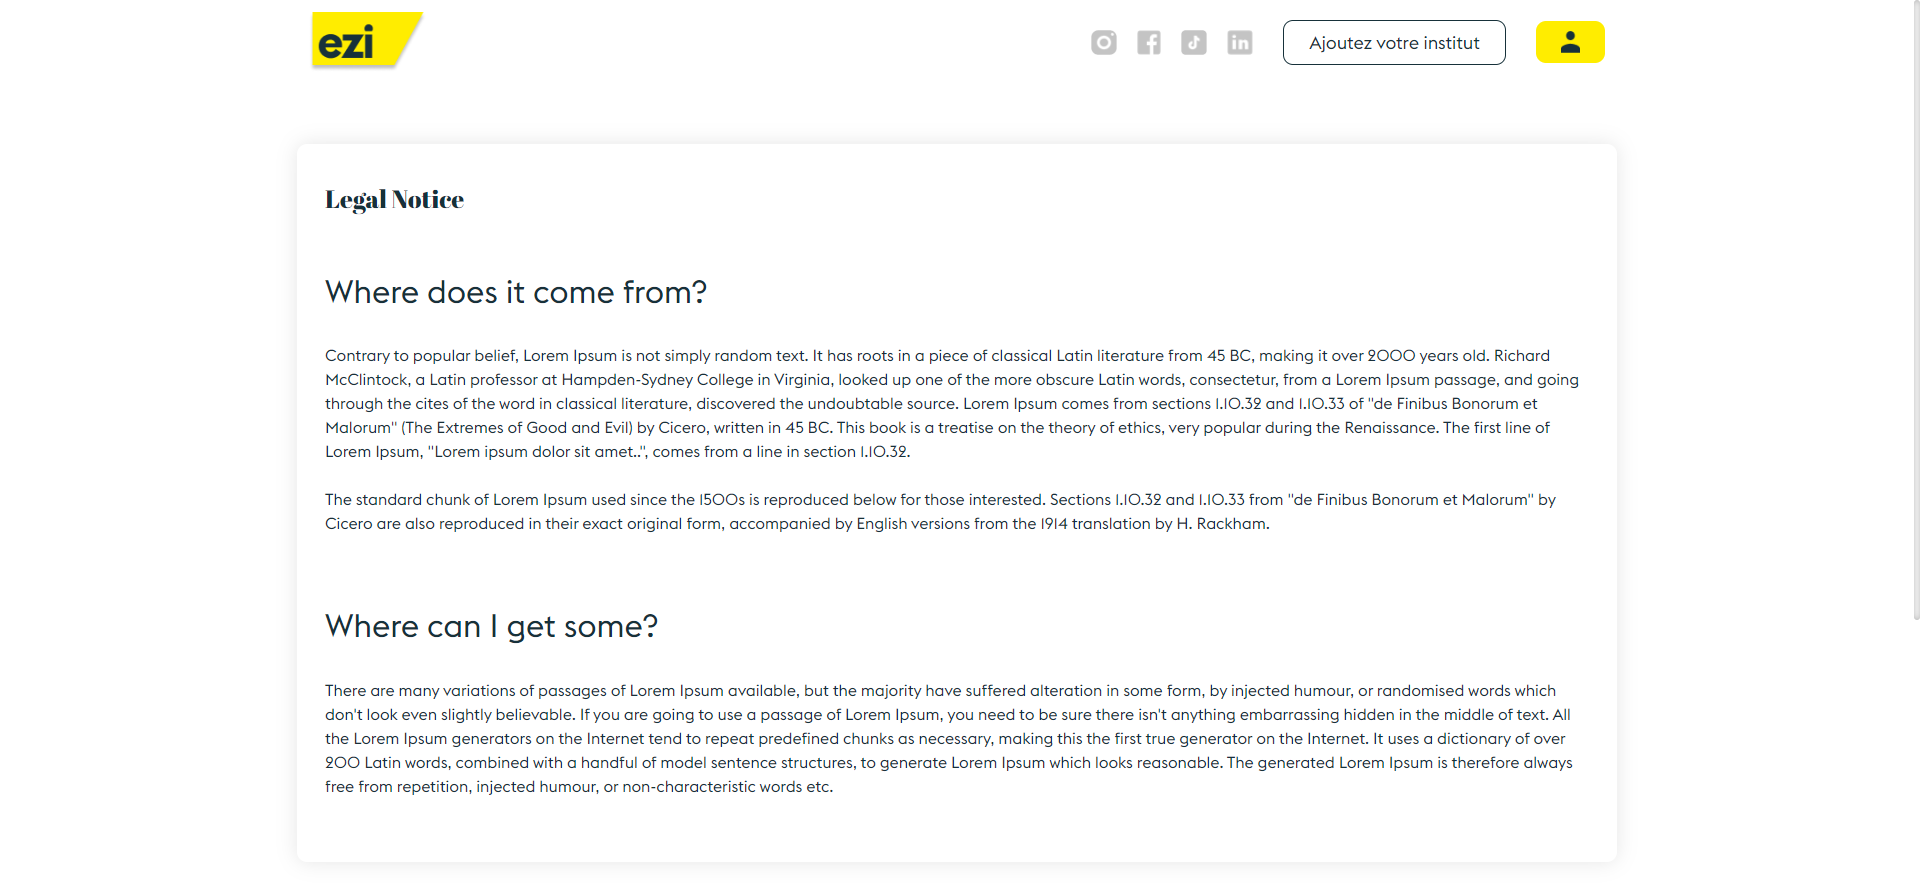 ezi
Ajoutez votre institut
Legal Notice
Where does it come from?
Contrary to popular belief, Lorem Ipsum is not simply random text. It has roots in a piece of classical Latin literature from 45 BC, making it over 2000 years old. Richard
McClintock, a Latin professor at Hampden-Sydney College in Virginia, looked up one of the more obscure Latin words, consectetur, from a Lorem Ipsum passage, and going
through the cites of the word in classical literature, discovered the undoubtable source. Lorem Ipsum comes from sections 1.10.32 and 1.10.33 of "de Finibus Bonorum et
Malorum" (The Extremes of Good and Evil) by Cicero, written in 45 BC. This book is a treatise on the theory of ethics, very popular during the Renaissance. The first line of
Lorem Ipsum, "Lorem ipsum dolor sit amet..", comes from a line in section 1.10.32.
The standard chunk of Lorem Ipsum used since the 1500s is reproduced below for those interested. Sections 1.10.32 and 1.10.33 from "de Finibus Bonorum et Malorum" by
Cicero are also reproduced in their exact original form, accompanied by English versions from the 1914 translation by H. Rackham.
Where can I get some?
There are many variations of passages of Lorem Ipsum available, but the majority have suffered alteration in some form, by injected humour, or randomised words which
don't look even slightly believable. If you are going to use a passage of Lorem Ipsum, you need to be sure there isn't anything embarrassing hidden in the middle of text. All
the Lorem Ipsum generators on the Internet tend to repeat predefined chunks as necessary, making this the first true generator on the Internet. It uses a dictionary of over
200 Latin words, combined with a handful of model sentence structures, to generate Lorem Ipsum which looks reasonable. The generated Lorem Ipsum is therefore always
free from repetition, injected humour, or non-characteristic words etc.